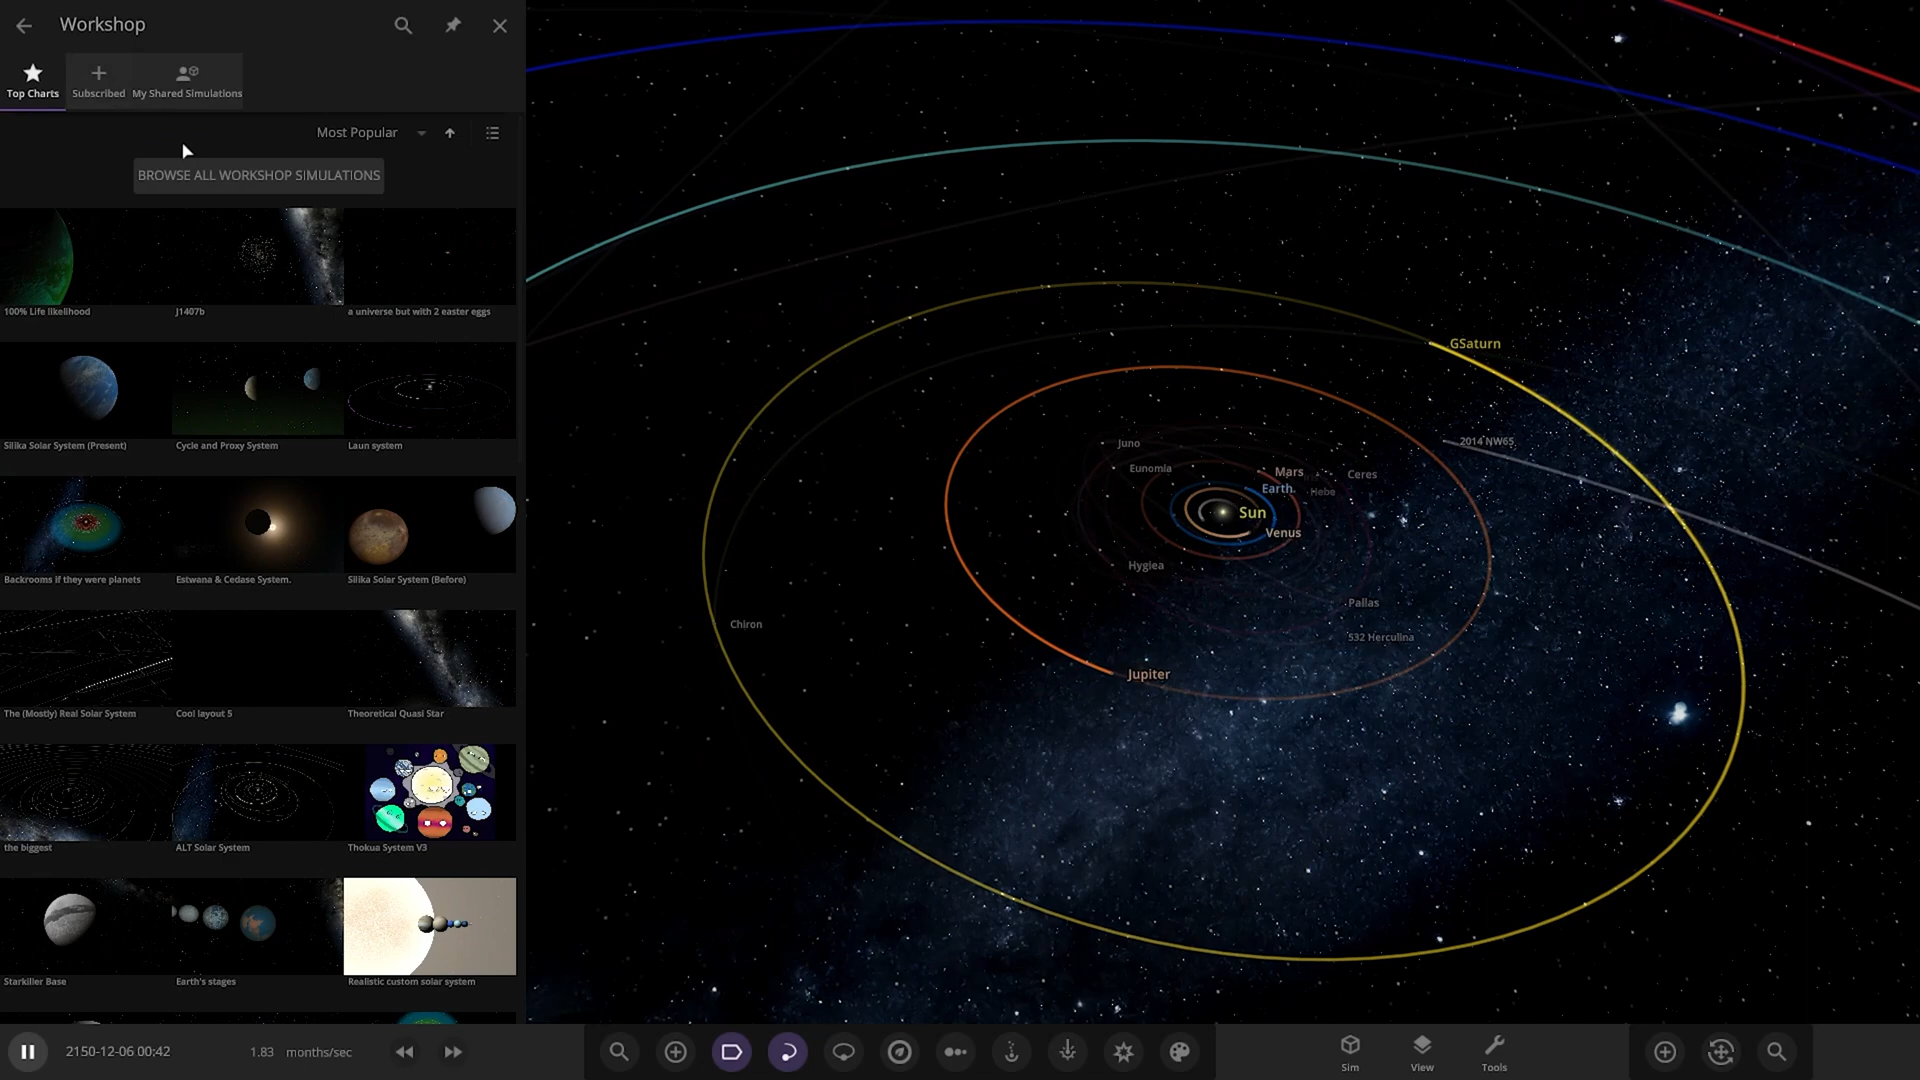 Workshop
Top Charts
Subscribed
My Shared Simulations
Most Popular
BROWSE ALL WORKSHOP SIMULATIONS
100% Life likelihood
J1407b
a universe but with 2 easter eggs
Silika Solar System (Present)
Cycle and Proxy System
Laun system
Backrooms if they were planets
Estwana & Cedase System.
Silika Solar System (Before)
The (Mostly) Real Solar System
Cool layout 5
Theoretical Quasi Star
the biggest
ALT Solar System
Thokua System V3
Starkiller Base
Earth's stages
Realistic custom solar system
GSaturn
Juno
2014 NW65
Eunomia
Mars
Ceres
Earth
Hebe
Sun
Venus
Hygiea
Pallas
Chiron
532 Herculina
Jupiter
2150-12-06 00:42
1.83 months/sec
Sim
View
Tools